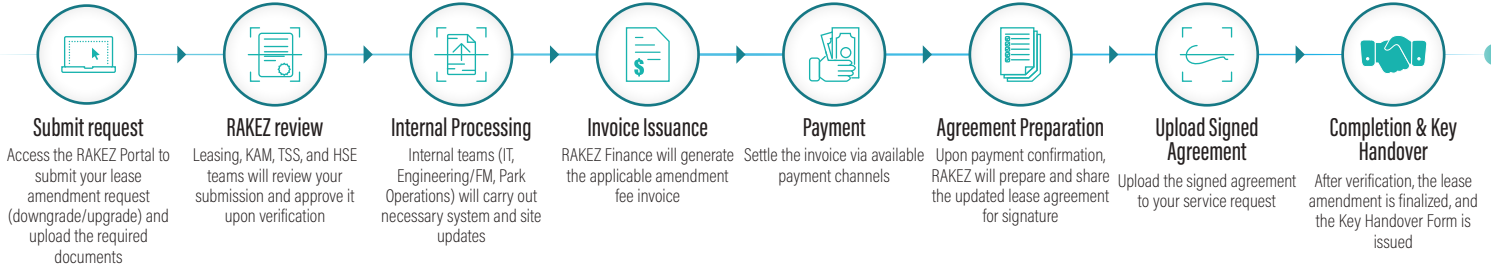 Submit request
Access the RAKEZ Portal to
submit your lease
amendment request
(downgrade/upgrade) and
upload the required
documents
RAKEZ review
Leasing, KAM, TSS, and HSE
teams will review your
submission and approve it
upon verification
Internal Processing
Internal teams (IT,
Engineering/FM, Park
Operations) will carry out
necessary system and site
updates
$
Invoice Issuance
RAKEZ Finance will generate
the applicable amendment
fee invoice
Payment
Settle the invoice via available
payment channels
Agreement Preparation
Upon payment confirmation,
RAKEZ will prepare and share
the updated lease agreement
for signature
Upload Signed
Agreement
Upload the signed agreement
to your service request
Completion & Key
Handover
After verification, the lease
amendment is finalized, and
the Key Handover Form is
issued